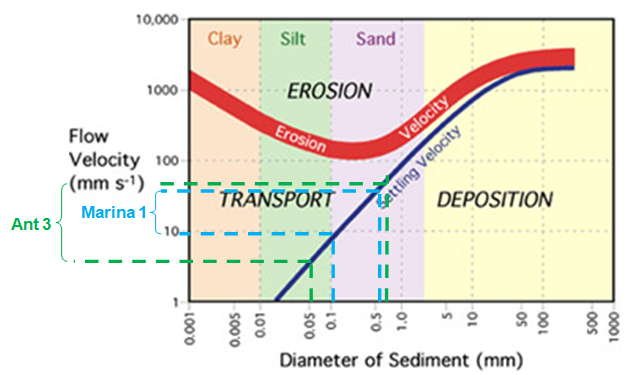 10,000
Clay Silt Sand
1000
EROSION
Erosion
Velocity
Flow
Velocity
(mm s-1)
100
Settling Velocity
Ant 3
Marina 1
TRANSPORT
DEPOSITION
10
1
0.001 0.005 0.01 0.05 0.1 0.5 1.0 5 10 50 100 500 1000
Diameter of Sediment (mm)